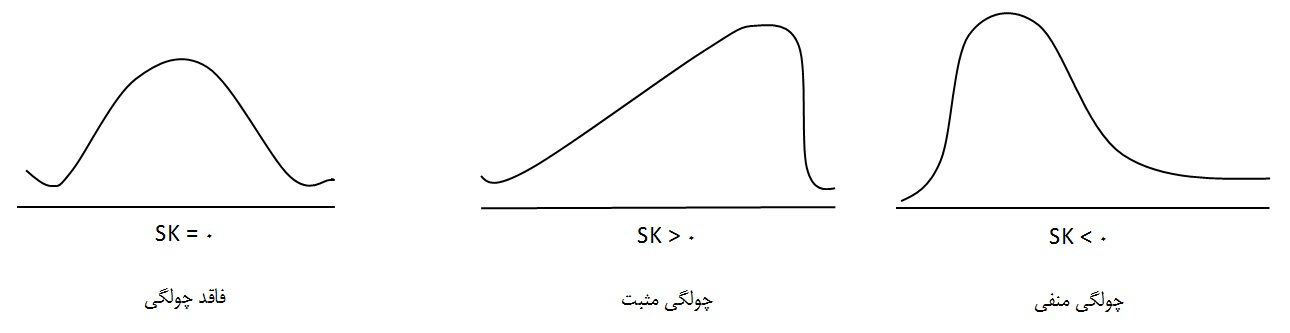 SK = ۰
SK > ۰
SK < ۰
فاقد چولگی
چولگی مثبت
چولگی منفی